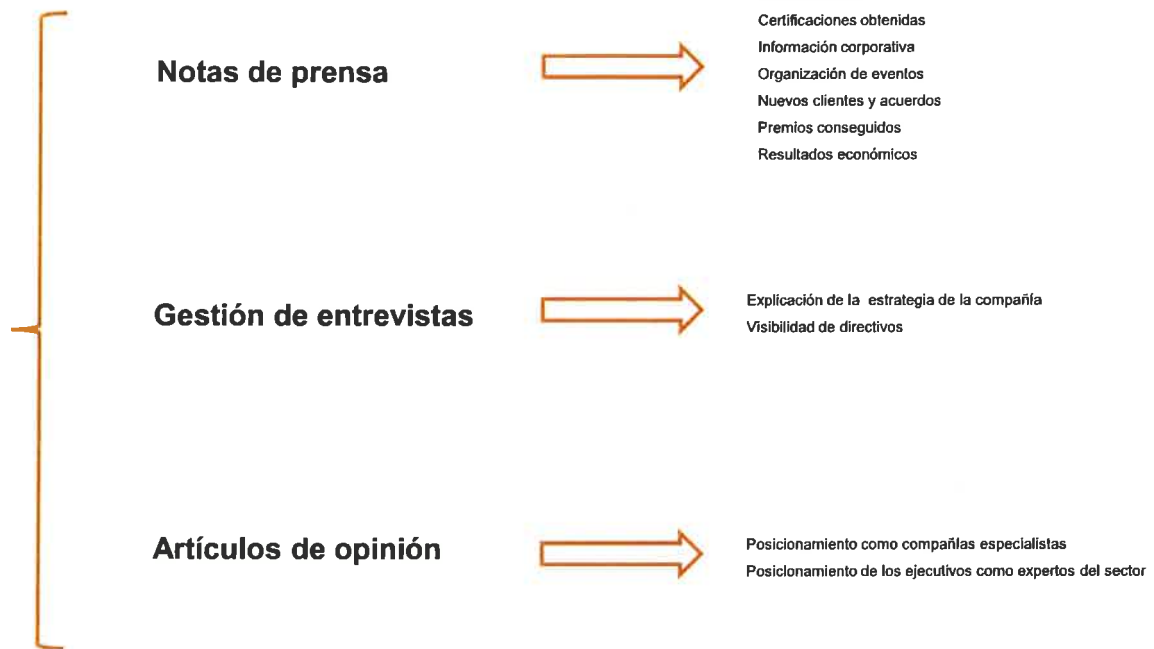 Notas de prensa
Certificaciones obtenidas
Información corporativa
Organización de eventos
Nuevos clientes y acuerdos
Premios conseguidos
Resultados económicos
Gestión de entrevistas
Explicación de la estrategia de la compañía
Visibilidad de directivos
Artículos de opinión
Posicionamiento como compañías especialistas
Posicionamiento de los ejecutivos como expertos del sector